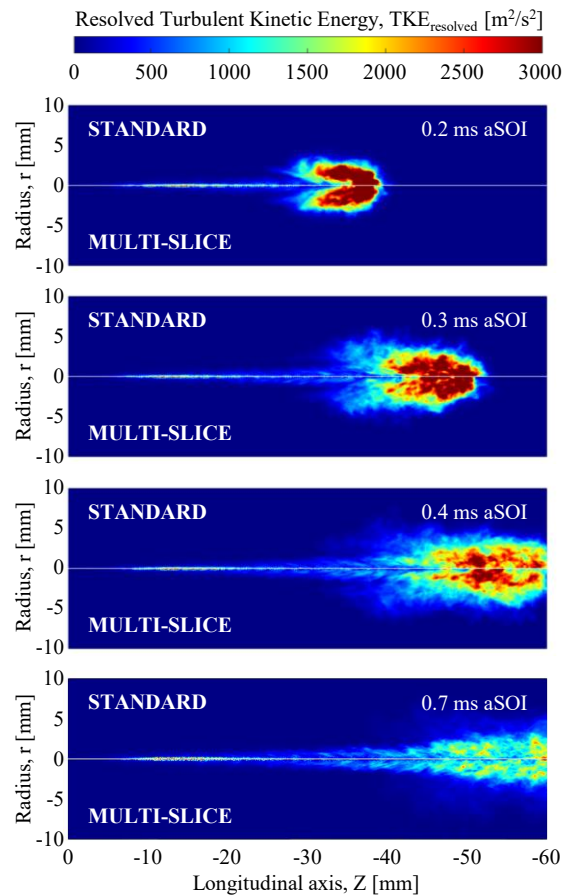 Resolved Turbulent Kinetic Energy, TKEresolved [m²/s²]
0 500 1000 1500 2000 2500 3000
10
5
0
-5
-10
Radius, r [mm]
STANDARD 0.2 ms aSOI
MULTI-SLICE
10
5
0
-5
-10
Radius, r [mm]
STANDARD 0.3 ms aSOI
MULTI-SLICE
10
5
0
-5
-10
Radius, r [mm]
STANDARD 0.4 ms aSOI
MULTI-SLICE
10
5
0
-5
-10
Radius, r [mm]
STANDARD 0.7 ms aSOI
MULTI-SLICE
0 -10 -20 -30 -40 -50 -60
Longitudinal axis, Z [mm]